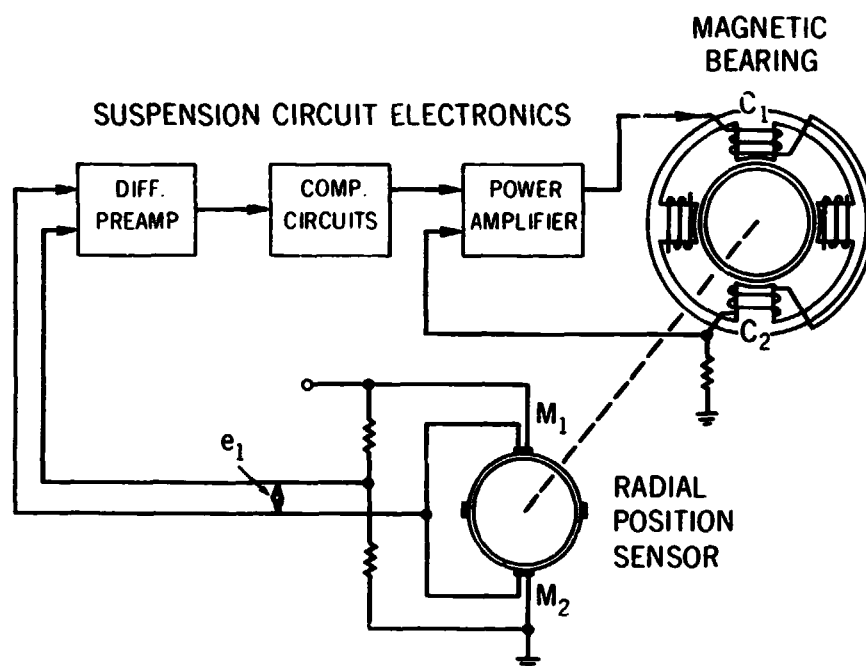 MAGNETIC
BEARING
SUSPENSION CIRCUIT ELECTRONICS
C1
DIFF.
PREAMP
COMP.
CIRCUITS
POWER
AMPLIFIER
C2
M1
e1
RADIAL
POSITION
SENSOR
M2